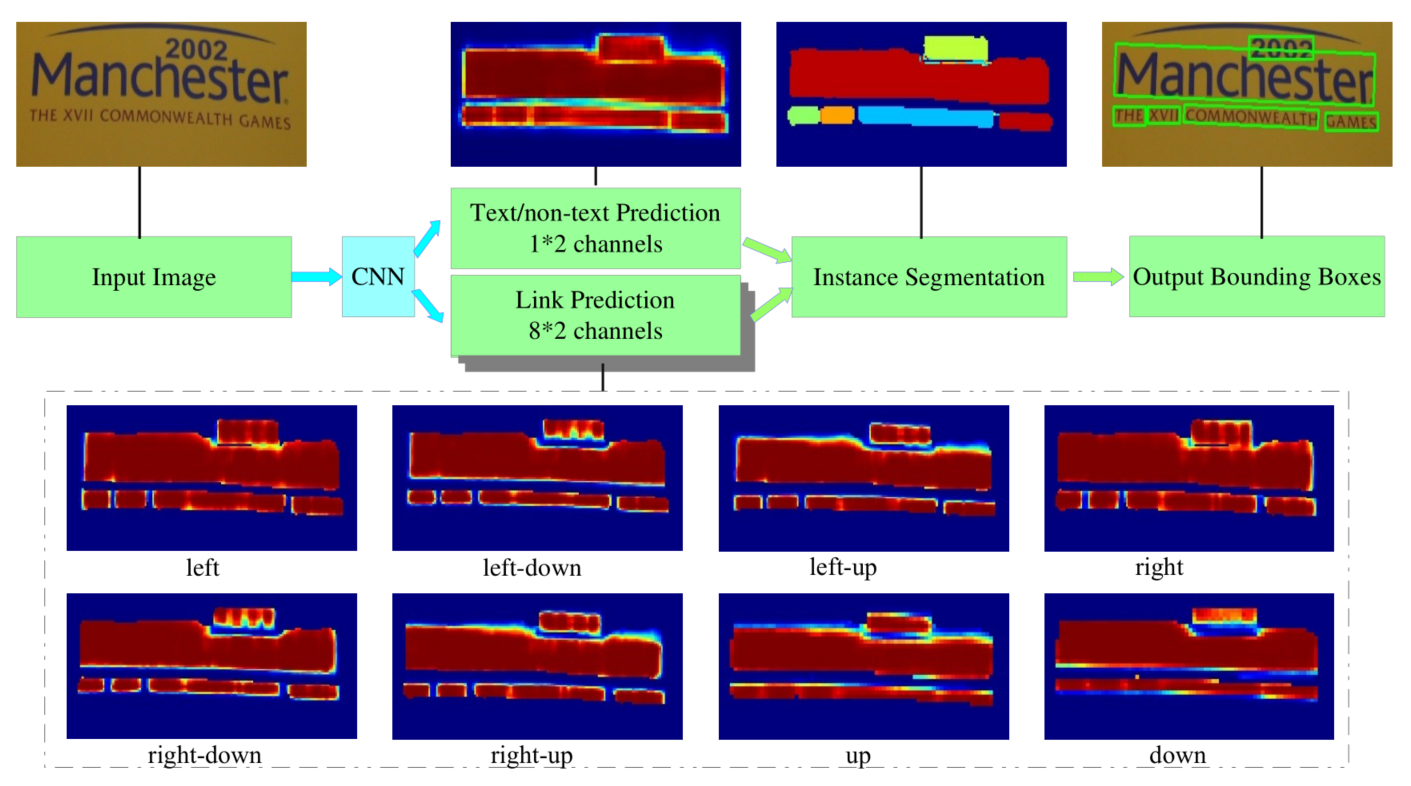 2002
Manchester
THE XVII COMMONWEALTH GAMES
2002
Manchester
THE XVII COMMONWEALTH GAMES
Text/non-text Prediction
1*2 channels
Input Image
CNN
Link Prediction
8*2 channels
Instance Segmentation
Output Bounding Boxes
left
left-down
left-up
right
right-down
right-up
up
down